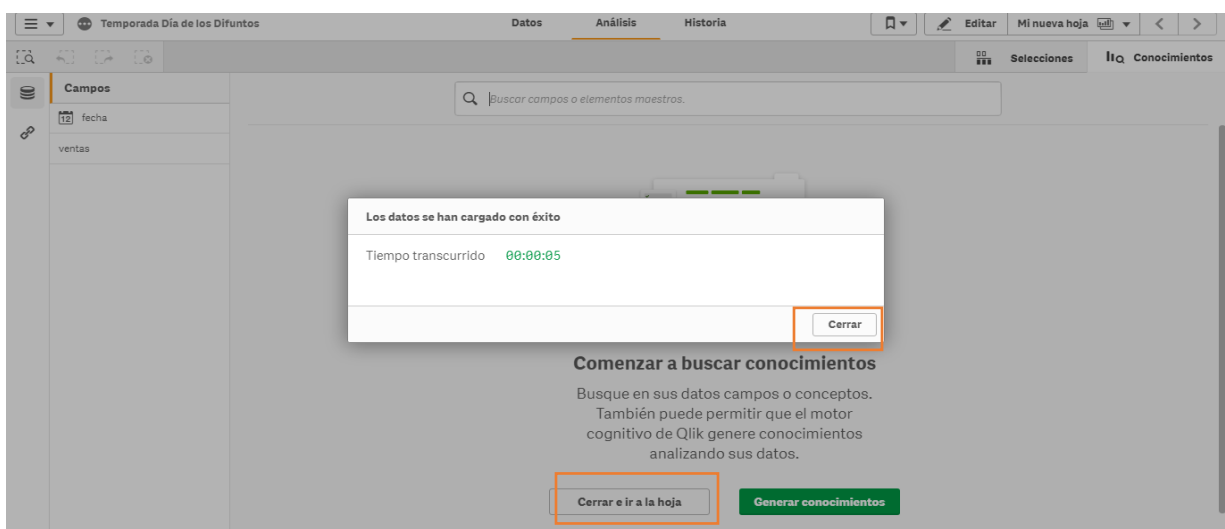 Temporada Día de los Difuntos
Datos
Análisis
Historia
Editar
Mi nueva hoja
Selecciones
Conocimientos
Campos
Buscar campos o elementos maestros.
12 fecha
ventas
Los datos se han cargado con éxito
Tiempo transcurrido 00:00:05
Cerrar
Comenzar a buscar conocimientos
Busque en sus datos campos o conceptos.
También puede permitir que el motor
cognitivo de Qlik genere conocimientos
analizando sus datos.
Cerrar e ir a la hoja
Generar conocimientos